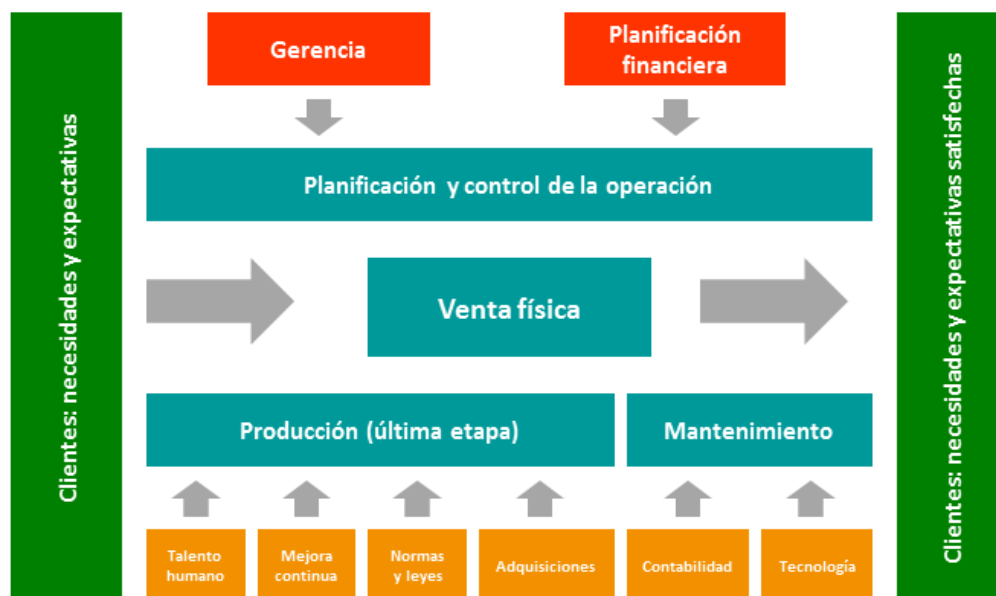 Clientes: necesidades y expectativas
Gerencia
Planificación
financiera
Planificación y control de la operación
Venta física
Producción (última etapa)
Mantenimiento
Talento
humano
Mejora
continua
Normas
y leyes
Adquisiciones
Contabilidad
Tecnología
Clientes: necesidades y expectativas satisfechas